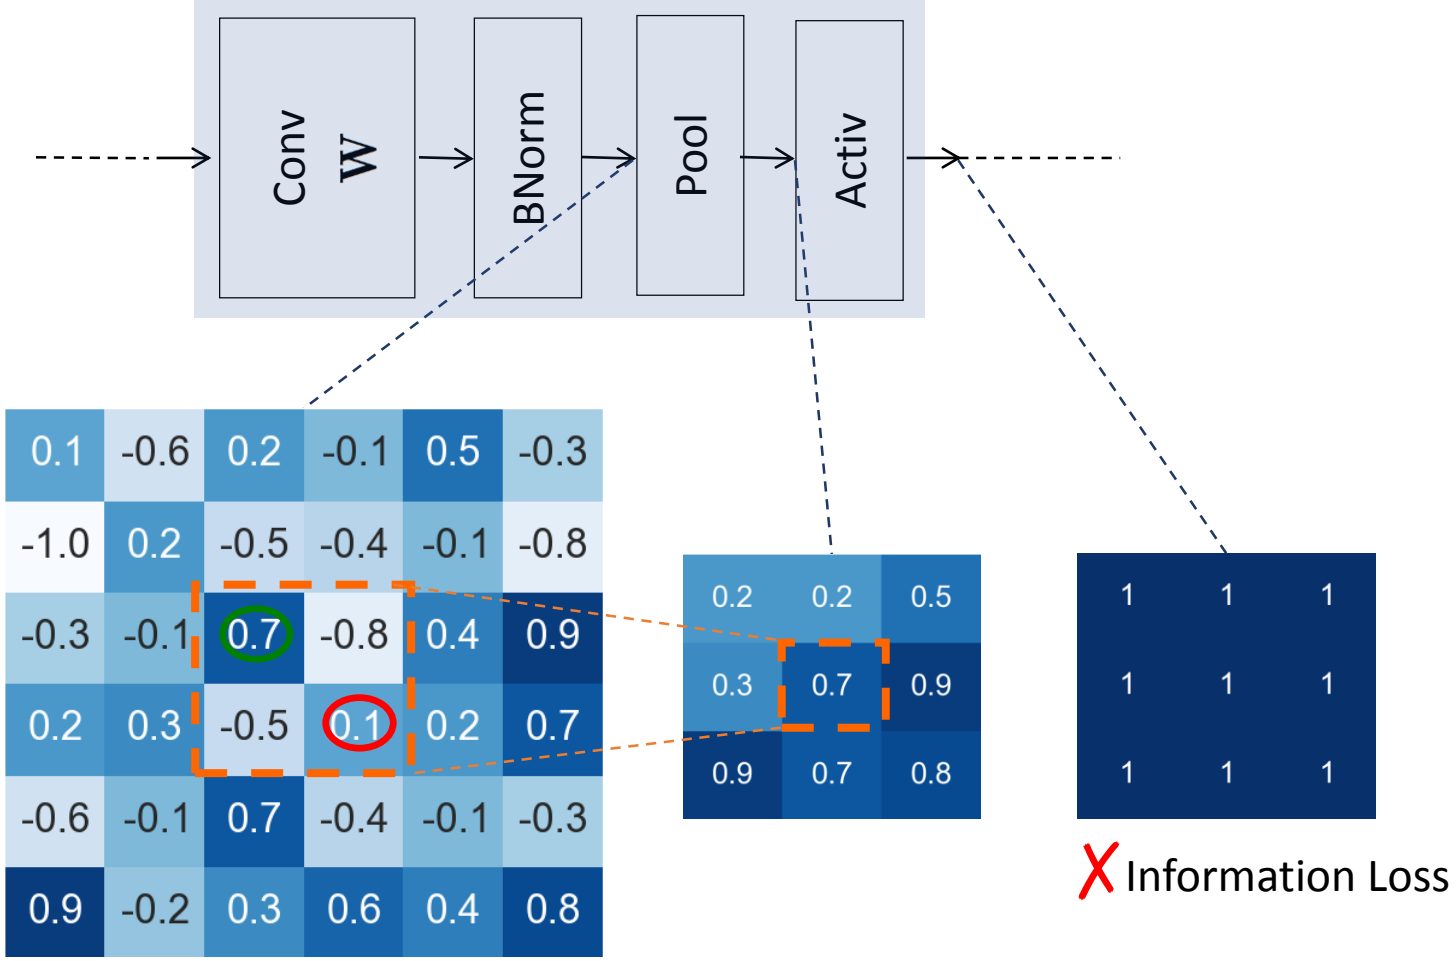 Conv
W
BNorm
Pool
Activ
0.1 -0.6 0.2 -0.1 0.5 -0.3
-1.0 0.2 -0.5 -0.4 -0.1 -0.8
-0.3 -0.1 0.7 -0.8 0.4 0.9
0.2 0.3 -0.5 0.1 0.2 0.7
-0.6 -0.1 0.7 -0.4 -0.1 -0.3
0.9 -0.2 0.3 0.6 0.4 0.8
0.2 0.2 0.5
0.3 0.7 0.9
0.9 0.7 0.8
1 1 1
1 1 1
1 1 1
✗ Information Loss